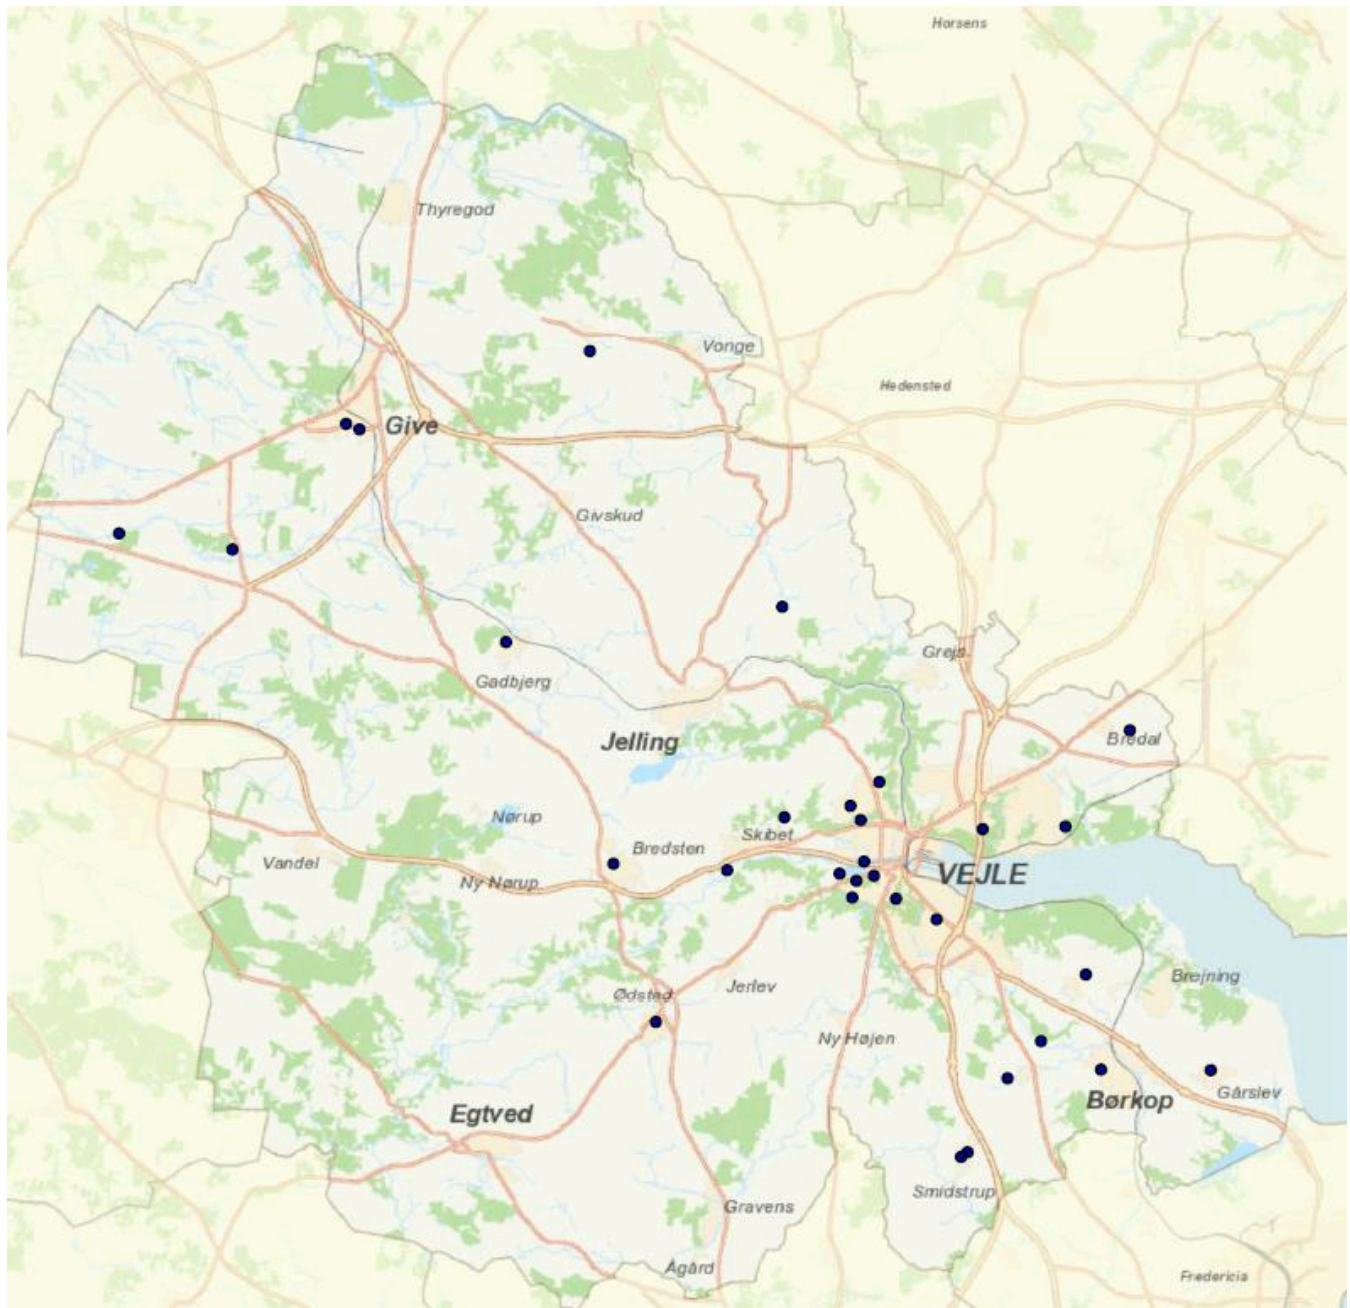 Horsens
Thyregod
Vonge
Hedensted
Give
Givskud
Grejs
Gadbjerg
Jelling
Bredal
Nørup
Skibet
Bredsten
Vandel
Ny Nørup
VEJLE
Brejning
Jerlev
Ødsted
Ny Højen
Gårslev
Børkop
Egtved
Smidstrup
Gravens
Ågård
Fredericia